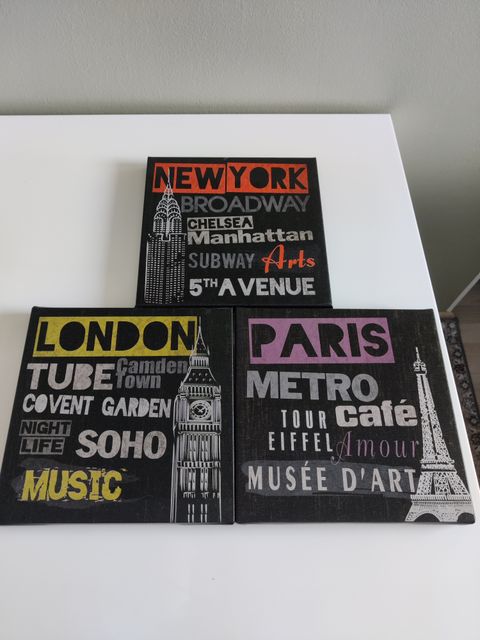 NEW YORK
BROADWAY
CHELSEA
Manhattan
SUBWAY Arts
5TH AVENUE
LONDON
TUBE Camden Town
COVENT GARDEN
NIGHT LIFE SOHO
MUSIC
PARIS
METRO
TOUR EIFFEL café
Amour
MUSÉE D'ART